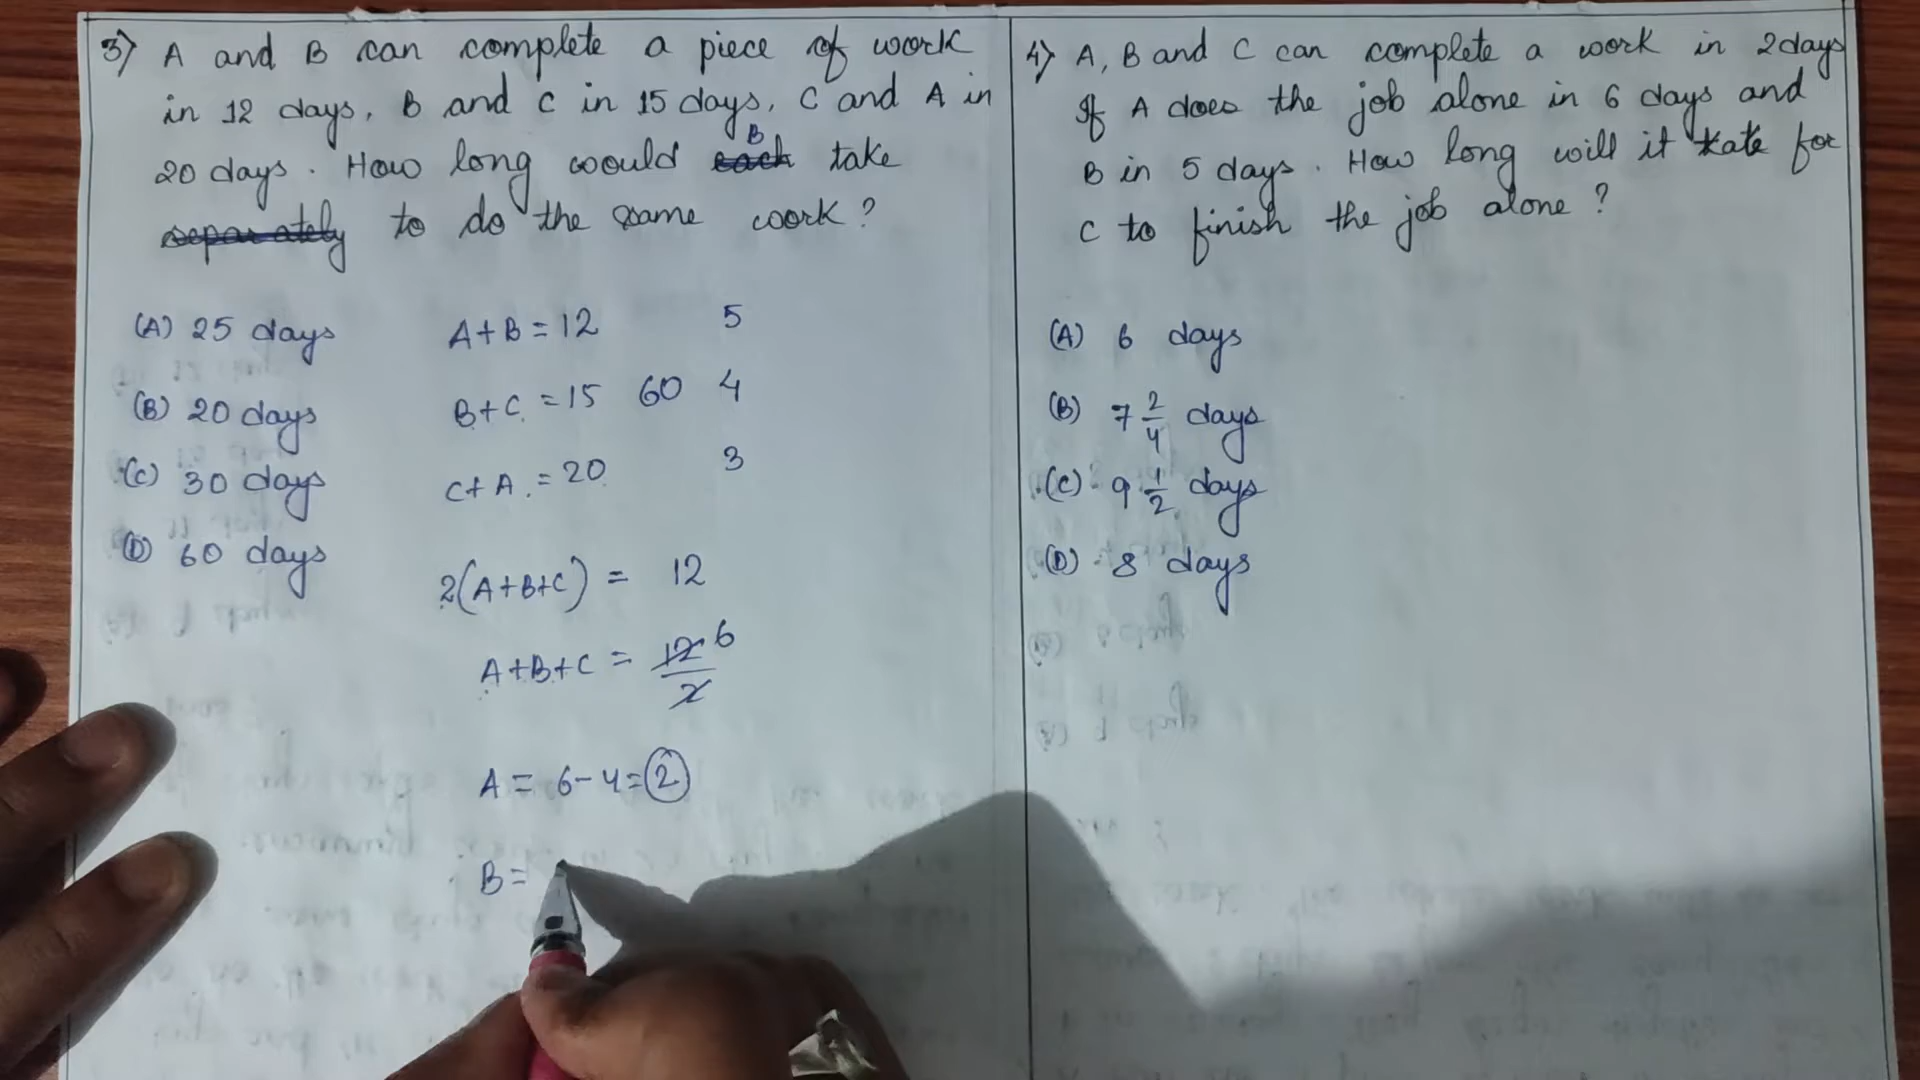 3) A and B can complete a piece of work
in 12 days, B and C in 15 days, C and A in
20 days. How long would each B take
separately to do the same work?
(A) 25 days
(B) 20 days
(C) 30 days
(D) 60 days
A+B = 12 5
B+C = 15 60 4
C+A = 20 3
2(A+B+C) = 12
A+B+C = 12/2 6
A = 6-4=2
B =
4) A, B and C can complete a work in 2 days
If A does the job alone in 6 days and
B in 5 days. How long will it kate for
C to finish the job alone?
(A) 6 days
(B) 7 2/4 days
(C) 9 1/2 days
(D) 8 days